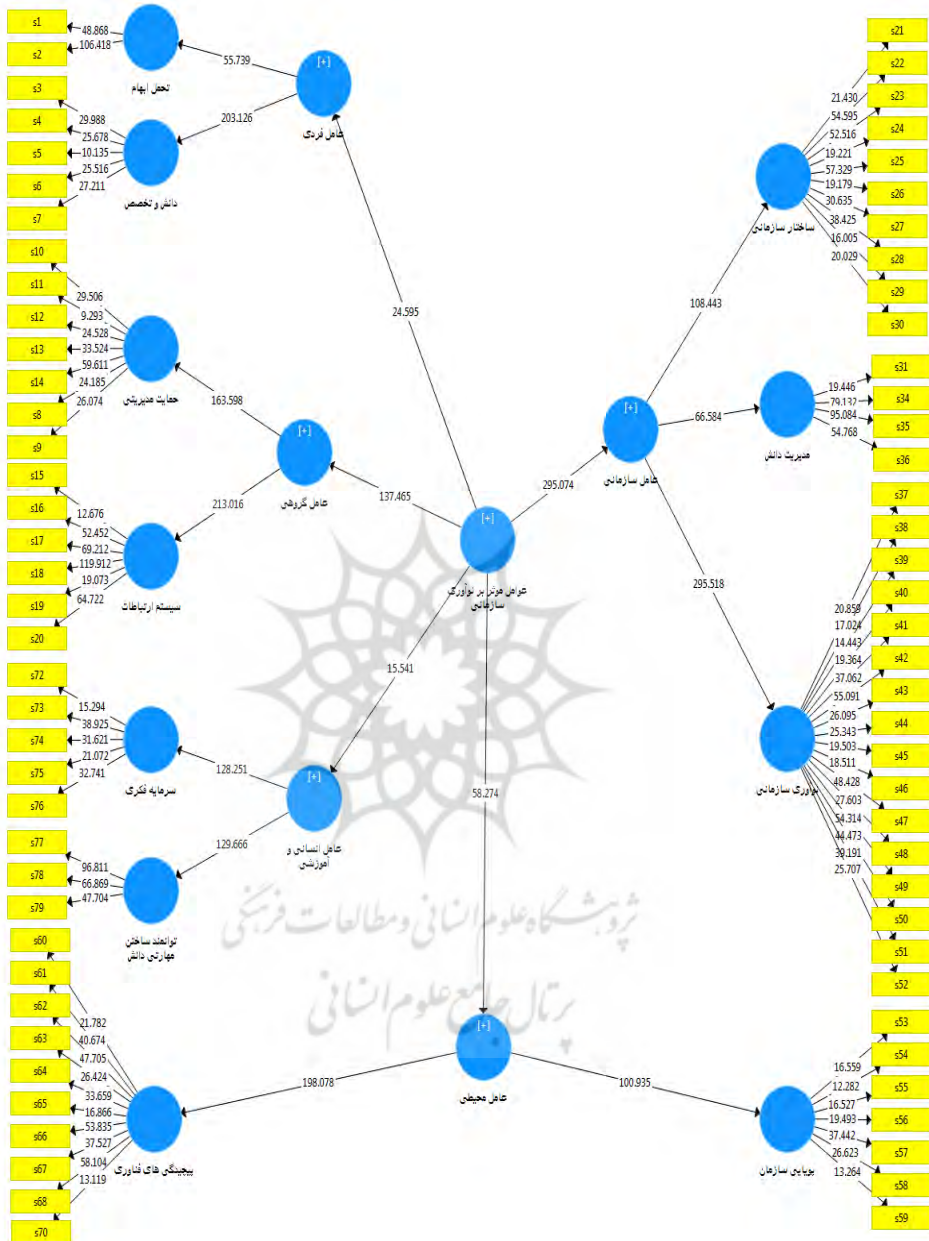 s1
48.868
s2
106.418
تحمل ابهام
55.739
[+]
عامل فردی
s3
29.988
s4
25.678
s5
10.135
s6
25.516
s7
27.211
دانش و تخصص
203.126
24.595
s10
29.506
s11
9.293
s12
24.528
s13
33.524
s14
59.611
s8
24.185
s9
26.074
حمایت مدیریتی
163.598
[+]
عامل گروهی
137.465
s15
12.676
s16
52.452
s17
69.212
s18
119.912
s19
19.073
s20
64.722
سیستم ارتباطات
213.016
[+]
عوامل موثر بر نوآوری
سازمانی
s72
15.294
s73
38.925
s74
31.621
s75
21.072
s76
32.741
سرمایه فکری
128.251
[+]
عامل انسانی و
آموزشی
15.541
s77
96.811
s78
66.869
s79
47.704
توانمند ساختن
مهارتی دانش
129.666
58.274
s60
21.782
s61
40.674
s62
47.705
s63
26.424
s64
33.659
s65
16.866
s66
53.835
s67
37.527
s68
58.104
s70
13.119
پیچیدگی های فناوری
198.078
[+]
عامل محیطی
100.935
s21
21.430
s22
54.595
s23
52.516
s24
19.221
s25
57.329
s26
19.179
s27
30.635
s28
38.425
s29
16.005
s30
20.029
ساختار سازمانی
108.443
[+]
عامل سازمانی
295.074
s31
19.446
s34
79.132
s35
95.084
s36
54.768
مدیریت دانش
66.584
295.518
s37
20.859
s38
17.024
s39
14.443
s40
19.364
s41
37.062
s42
55.091
s43
26.095
s44
25.343
s45
19.503
s46
18.511
s47
48.428
s48
27.603
s49
54.314
s50
44.473
s51
39.191
s52
25.707
نوآوری سازمانی
s53
16.559
s54
12.282
s55
16.527
s56
19.493
s57
37.442
s58
26.623
s59
13.264
پویایی سازمان
پژوهشگاه علوم انسانی و مطالعات فرهنگی
پرتال جامع علوم انسانی